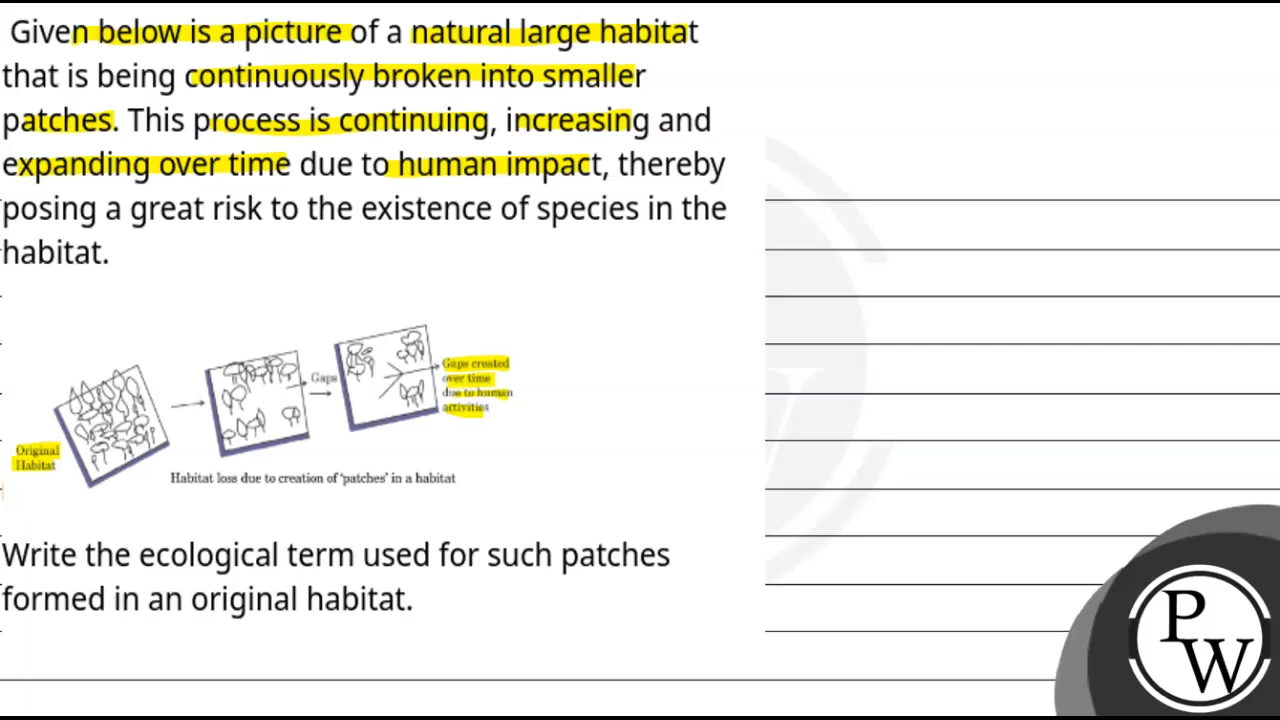 Given below is a picture of a natural large habitat
that is being continuously broken into smaller
patches. This process is continuing, increasing and
expanding over time due to human impact, thereby
posing a great risk to the existence of species in the
habitat.
Gaps
Gaps created
over time
due to human
activities
Original
Habitat
Habitat loss due to creation of 'patches' in a habitat
Write the ecological term used for such patches
formed in an original habitat.
P
W